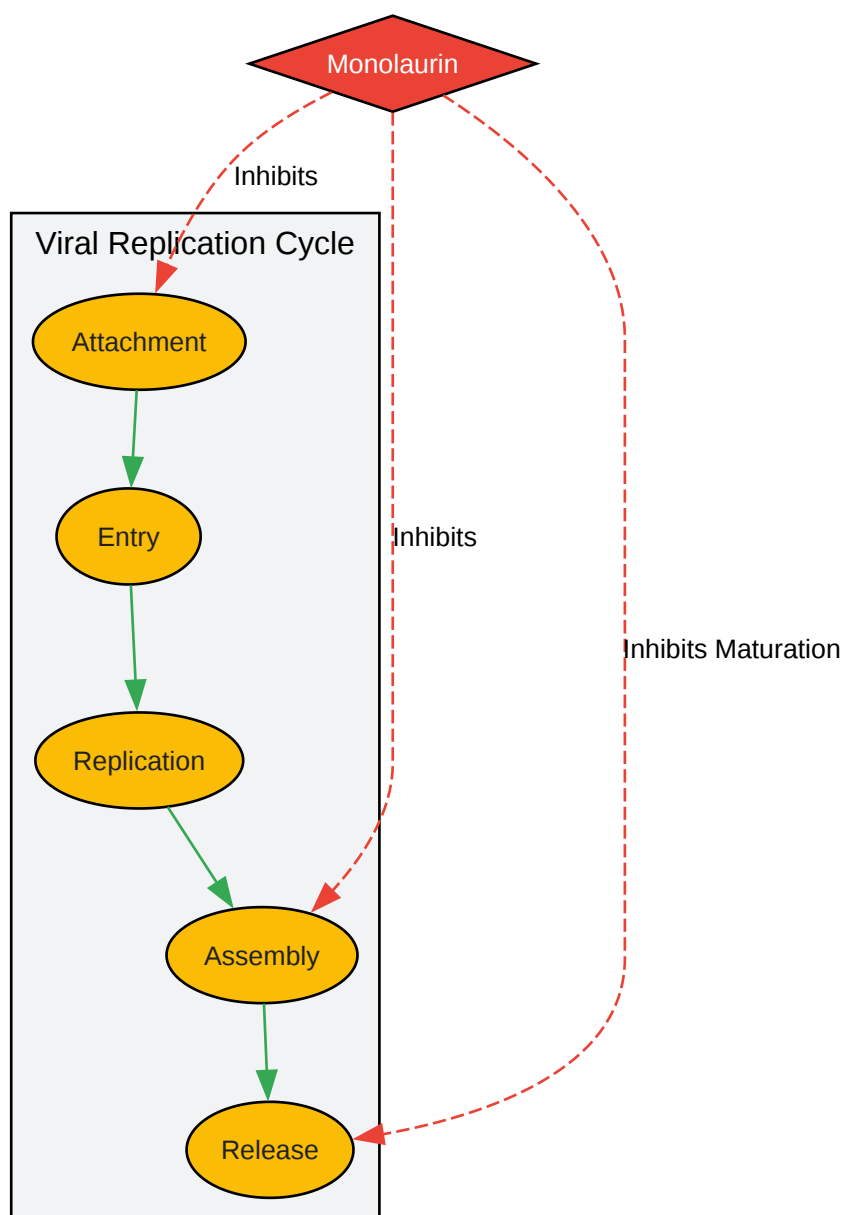 Monolaurin
Inhibits
Viral Replication Cycle
Attachment
Entry
Inhibits
Inhibits Maturation
Replication
Assembly
Release